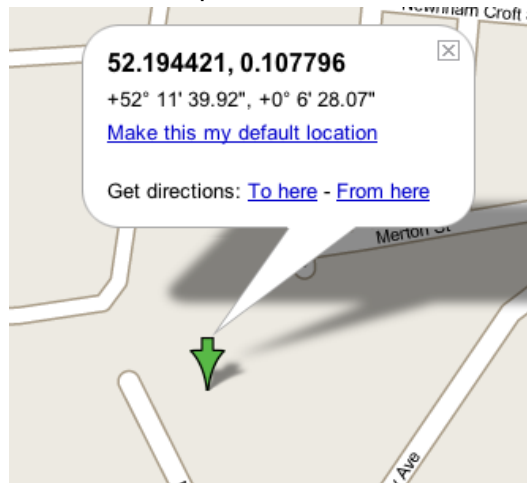 Newnham Croft
52.194421, 0.107796
+52° 11' 39.92", +0° 6' 28.07"
Make this my default location
Get directions: To here - From here
Merton St
Ave